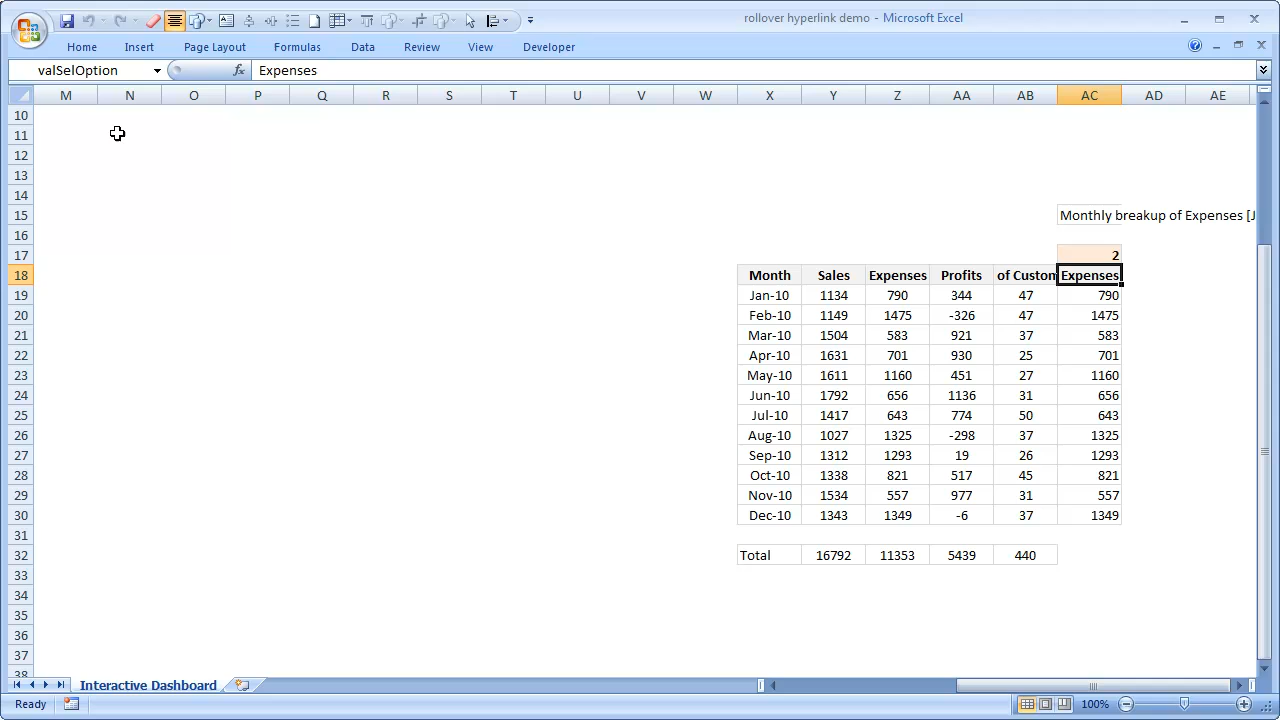 rollover hyperlink demo - Microsoft Excel
Home Insert Page Layout Formulas Data Review View Developer
valSelOption fx Expenses
M N O P Q R S T U V W X Y Z AA AB AC AD AE
10
11
12
13
14
15 Monthly breakup of Expenses [J
16
17 2
18 Month Sales Expenses Profits of Custom Expenses
19 Jan-10 1134 790 344 47 790
20 Feb-10 1149 1475 -326 47 1475
21 Mar-10 1504 583 921 37 583
22 Apr-10 1631 701 930 25 701
23 May-10 1611 1160 451 27 1160
24 Jun-10 1792 656 1136 31 656
25 Jul-10 1417 643 774 50 643
26 Aug-10 1027 1325 -298 37 1325
27 Sep-10 1312 1293 19 26 1293
28 Oct-10 1338 821 517 45 821
29 Nov-10 1534 557 977 31 557
30 Dec-10 1343 1349 -6 37 1349
31
32 Total 16792 11353 5439 440
33
34
35
36
37
38
Interactive Dashboard
Ready 100%